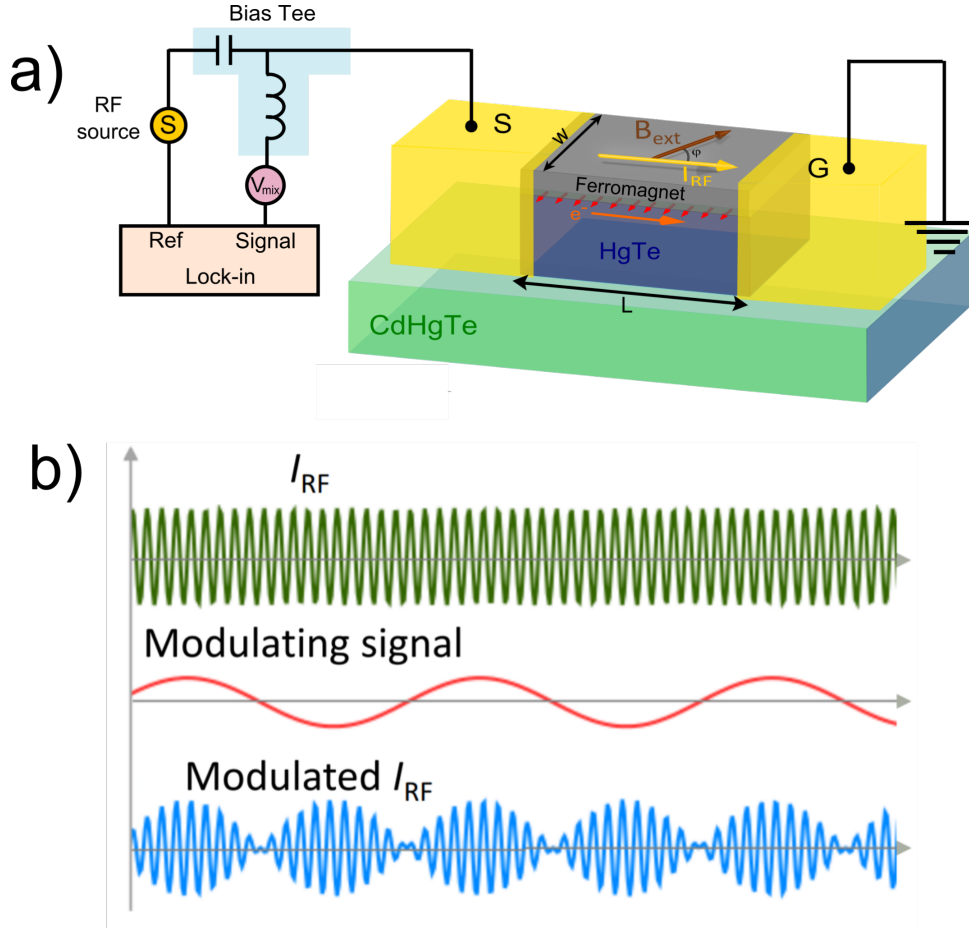 a)
Bias Tee
RF
source
S
Vmix
Ref
Signal
Lock-in
S
W
Bext
φ
IRF
G
Ferromagnet
e-
HgTe
L
CdHgTe
b)
IRF
Modulating signal
Modulated IRF